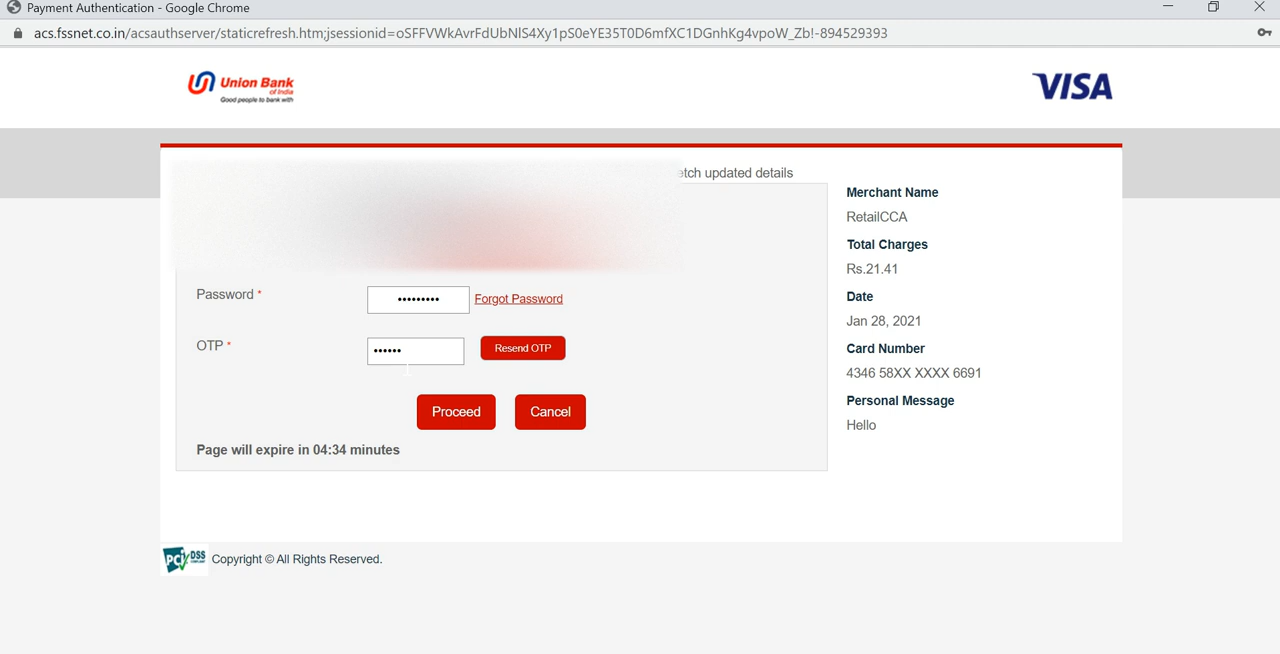 Payment Authentication - Google Chrome
acs.fssnet.co.in/acsauthserver/staticrefresh.htm;jsessionid=oSFFVWkAvrFdUbNlS4Xy1pS0eYE35T0D6mfXC1DGnhKg4vpoW_Zb!-894529393
Union Bank
of India
Good people to bank with
VISA
updated details
Password *
Forgot Password
OTP *
Resend OTP
Proceed
Cancel
Page will expire in 04:34 minutes
Merchant Name
RetailCCA
Total Charges
Rs.21.41
Date
Jan 28, 2021
Card Number
4346 58XX XXXX 6691
Personal Message
Hello
PCI DSS
COMPLIANT
Copyright © All Rights Reserved.